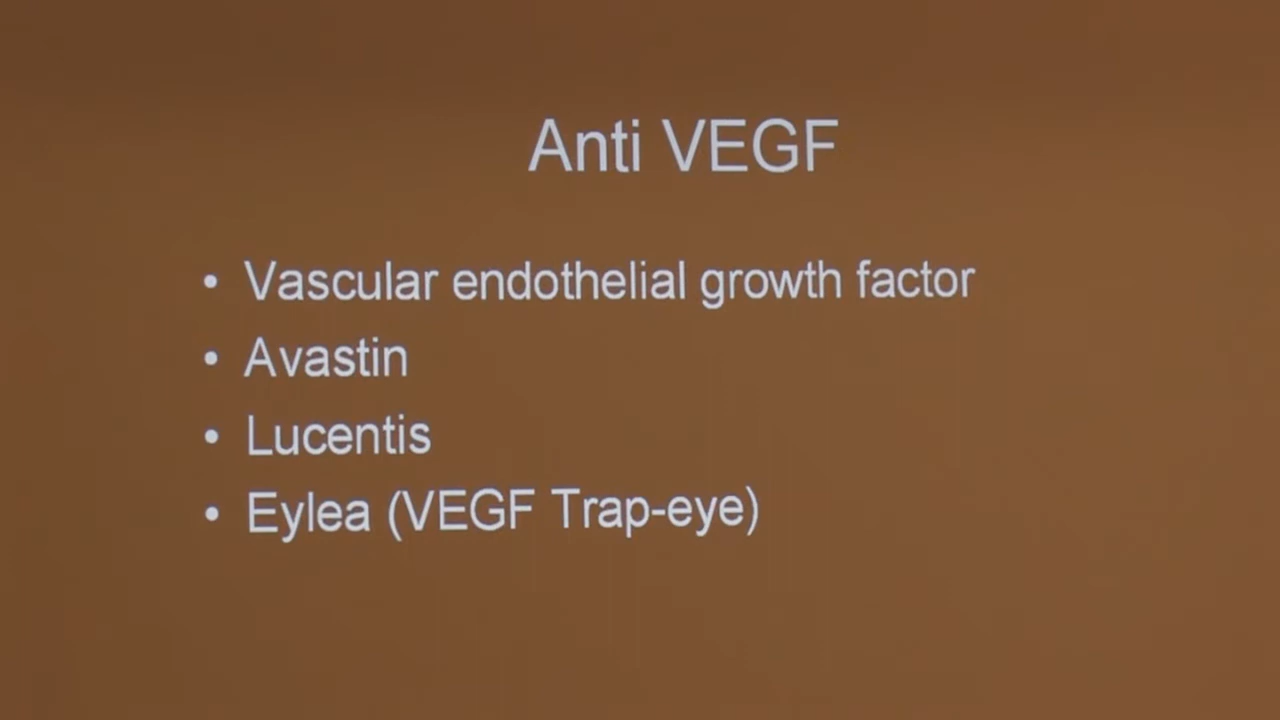 Anti VEGF
• Vascular endothelial growth factor
• Avastin
• Lucentis
• Eylea (VEGF Trap-eye)